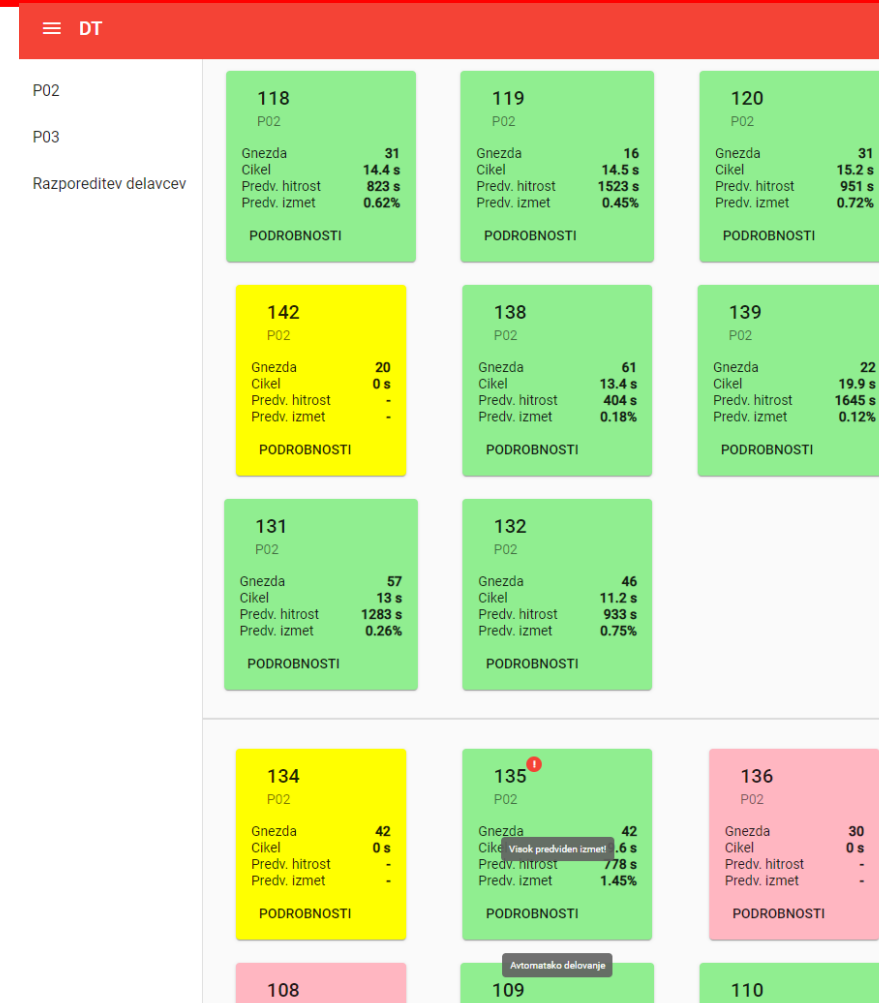 DT
P02
P03
Razporeditev delavcev
118
P02
Gnezda 31
Cikel 14.4 s
Predv. hitrost 823 s
Predv. izmet 0.62%
PODROBNOSTI
119
P02
Gnezda 16
Cikel 14.5 s
Predv. hitrost 1523 s
Predv. izmet 0.45%
PODROBNOSTI
120
P02
Gnezda 31
Cikel 15.2 s
Predv. hitrost 951 s
Predv. izmet 0.72%
PODROBNOSTI
142
P02
Gnezda 20
Cikel 0 s
Predv. hitrost -
Predv. izmet -
PODROBNOSTI
138
P02
Gnezda 61
Cikel 13.4 s
Predv. hitrost 404 s
Predv. izmet 0.18%
PODROBNOSTI
139
P02
Gnezda 22
Cikel 19.9 s
Predv. hitrost 1645 s
Predv. izmet 0.12%
PODROBNOSTI
131
P02
Gnezda 57
Cikel 13 s
Predv. hitrost 1283 s
Predv. izmet 0.26%
PODROBNOSTI
132
P02
Gnezda 46
Cikel 11.2 s
Predv. hitrost 933 s
Predv. izmet 0.75%
PODROBNOSTI
134
P02
Gnezda 42
Cikel 0 s
Predv. hitrost -
Predv. izmet -
PODROBNOSTI
135 !
P02
Gnezda 42
Visok predviden izmet!
.6 s
Predv. hitrost 778 s
Predv. izmet 1.45%
PODROBNOSTI
136
P02
Gnezda 30
Cikel 0 s
Predv. hitrost -
Predv. izmet -
PODROBNOSTI
Avtomatsko delovanje
108
109
110